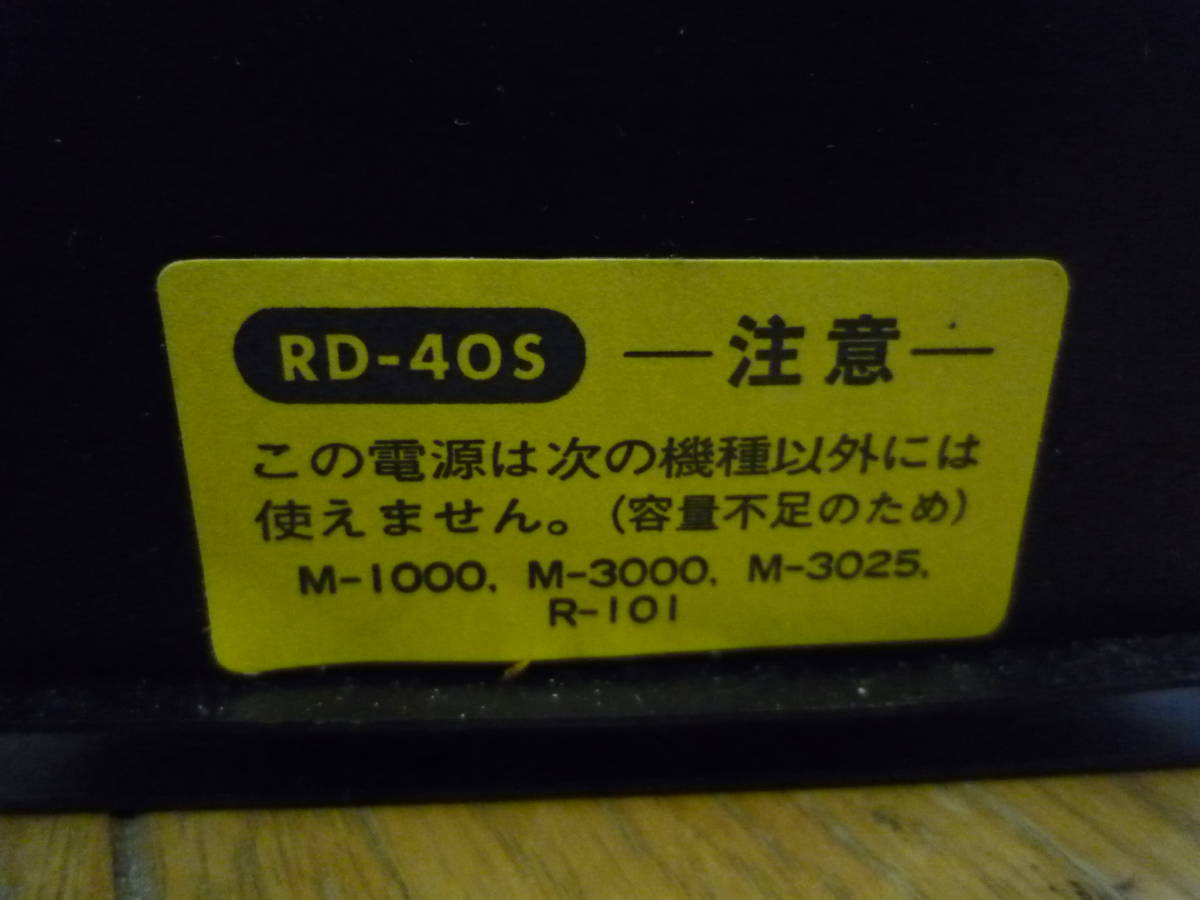 RD-40S —注意—
この電源は次の機種以外には
使えません。(容量不足のため)
M-1000, M-3000, M-3025,
R-101